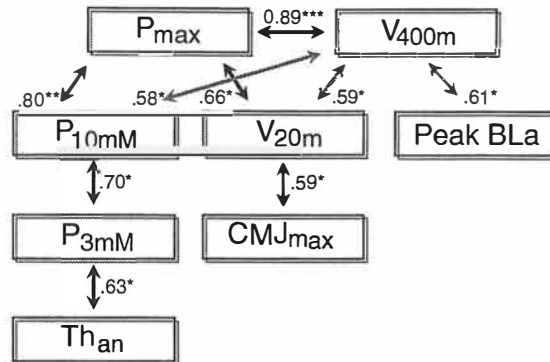 Pmax 0.89*** V400m
.80** .58* .66* .59* .61*
P10mM V20m Peak BLa
.70* .59*
P3mM CMJmax
.63*
Than